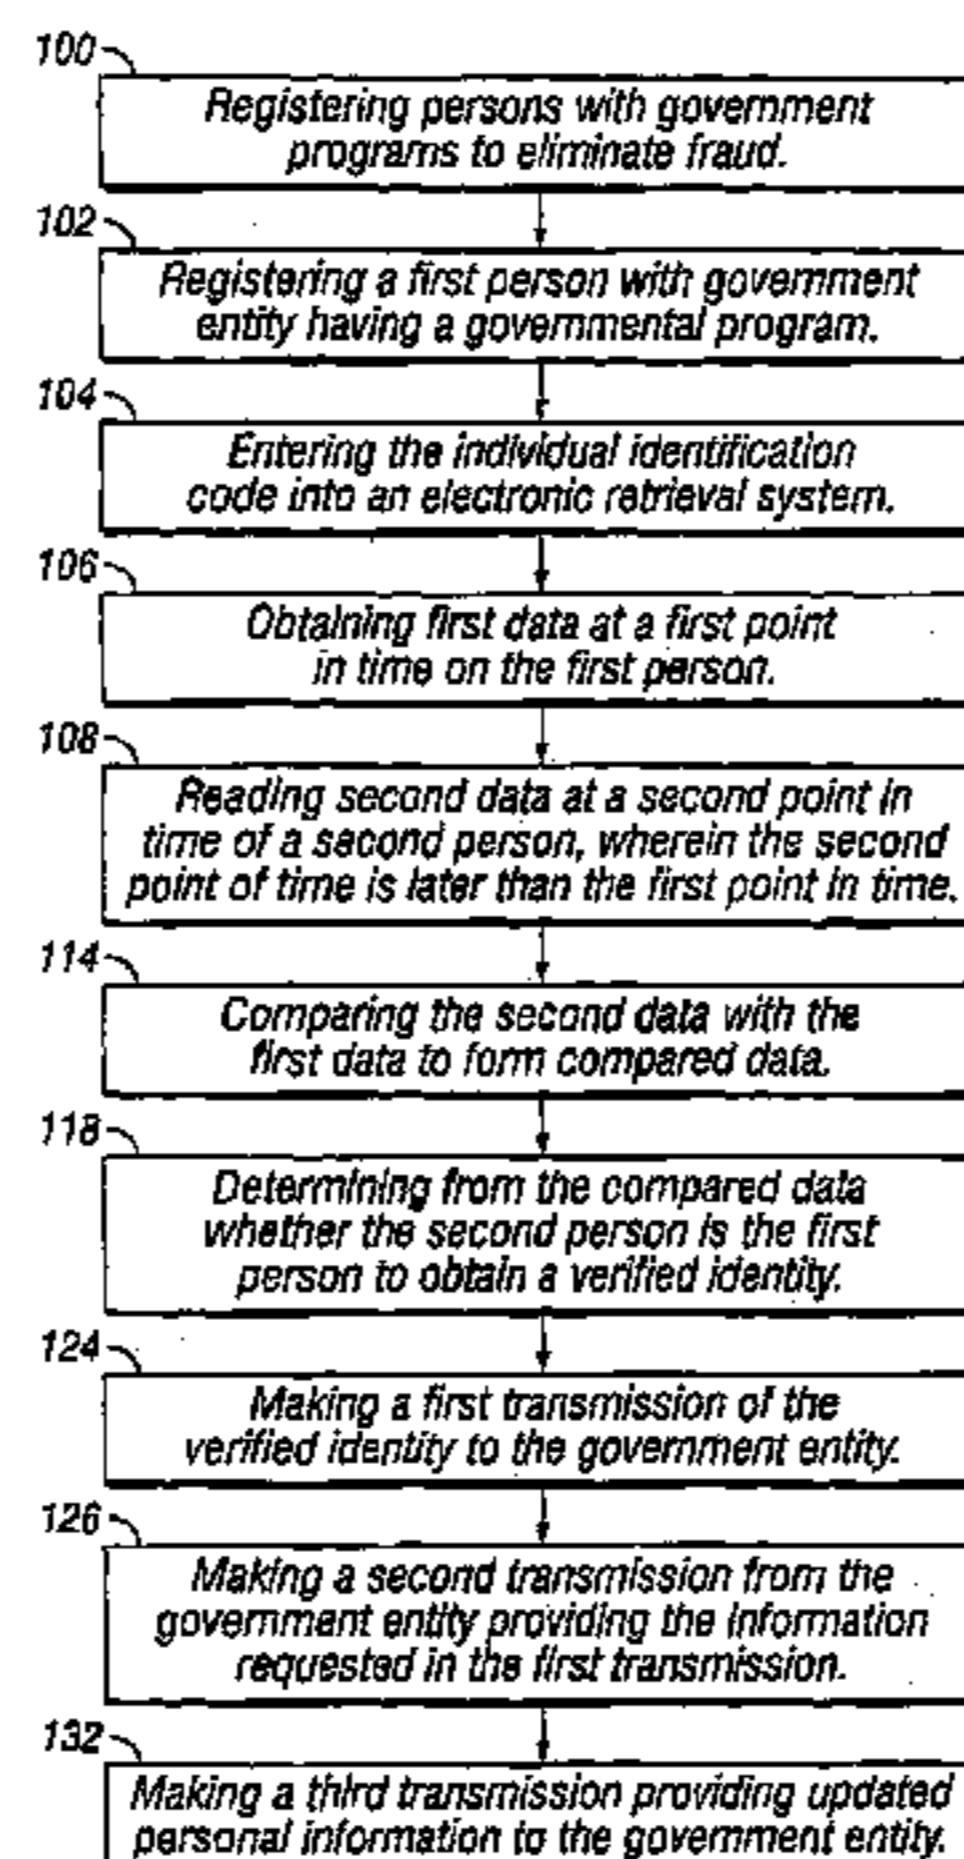 100
Registering persons with government
programs to eliminate fraud.
102
Registering a first person with government
entity having a governmental program.
104
Entering the individual identification
code into an electronic retrieval system.
106
Obtaining first data at a first point
in time on the first person.
108
Reading second data at a second point in
time of a second person, wherein the second
point of time is later than the first point in time.
114
Comparing the second data with the
first data to form compared data.
118
Determining from the compared data
whether the second person is the first
person to obtain a verified identity.
124
Making a first transmission of the
verified identity to the government entity.
126
Making a second transmission from the
government entity providing the information
requested in the first transmission.
132
Making a third transmission providing updated
personal information to the government entity.